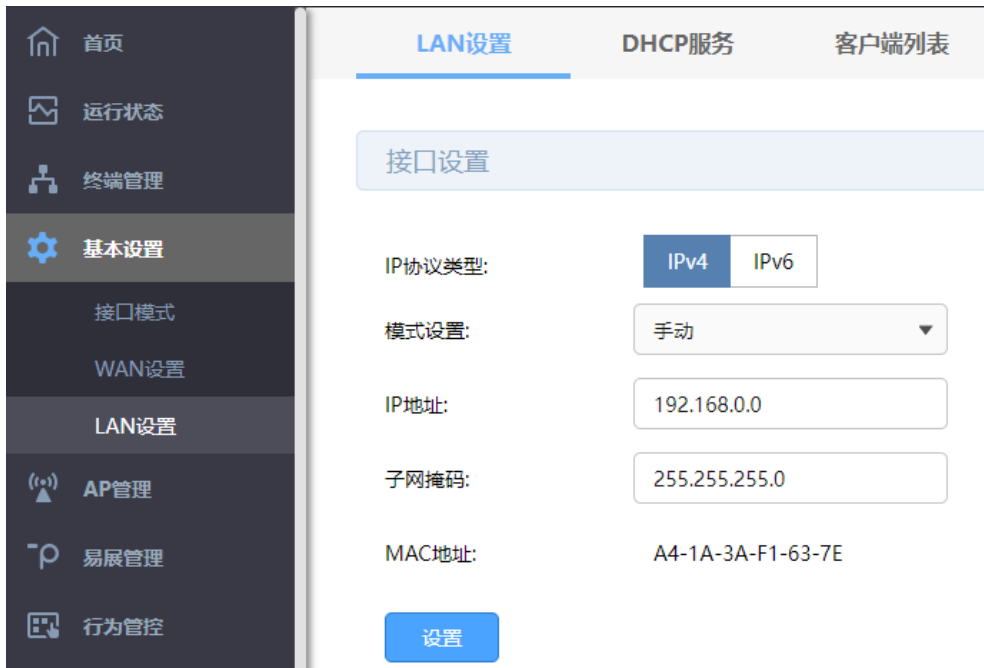 首页
运行状态
终端管理
基本设置
接口模式
WAN设置
LAN设置
AP管理
易展管理
行为管控
LAN设置 DHCP服务 客户端列表
接口设置
IP协议类型: IPv4 IPv6
模式设置: 手动
IP地址: 192.168.0.0
子网掩码: 255.255.255.0
MAC地址: A4-1A-3A-F1-63-7E
设置